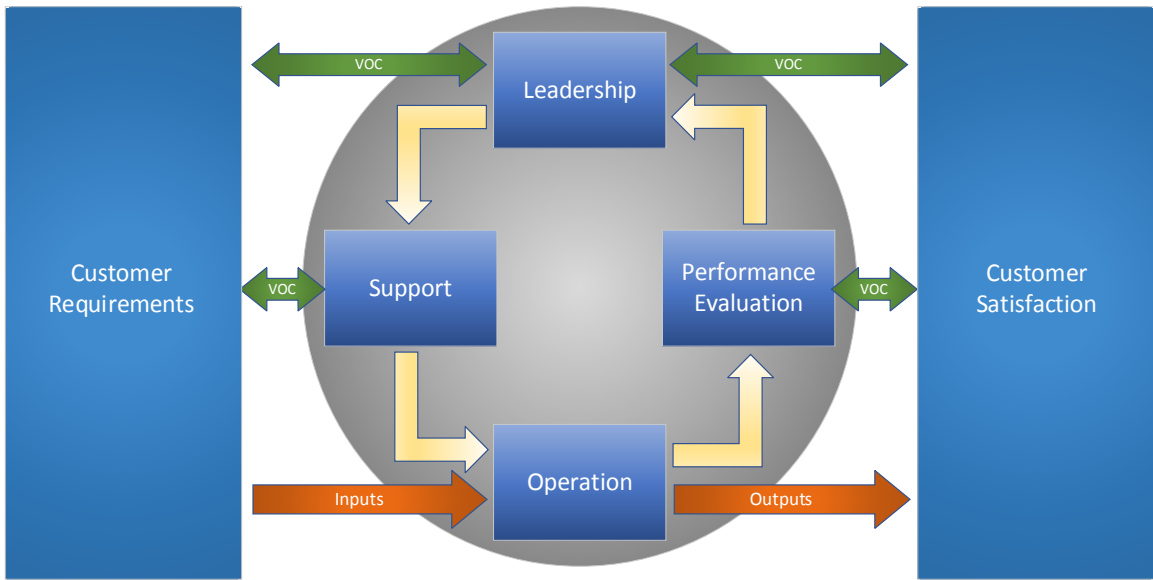 VOC
VOC
Leadership
Customer
Requirements
VOC
Support
Performance
Evaluation
VOC
Customer
Satisfaction
Inputs
Operation
Outputs